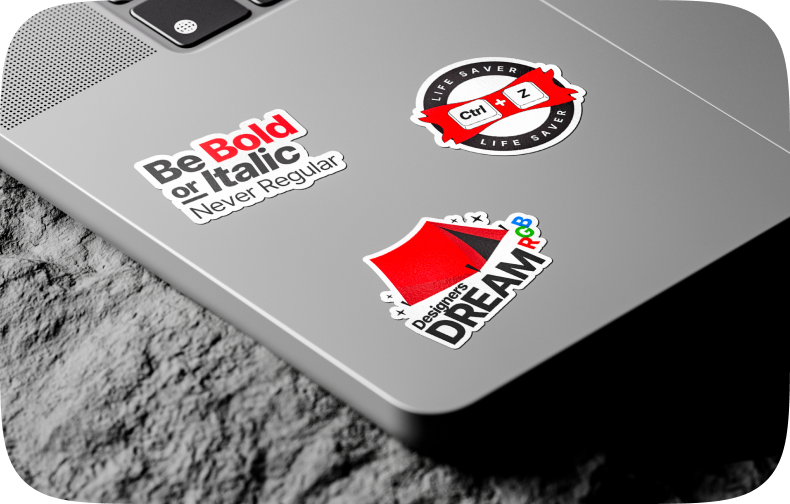 Be Bold
or Italic
Never Regular
LIFE SAVER
Ctrl + Z
LIFE SAVER
Designers
DREAM RGB